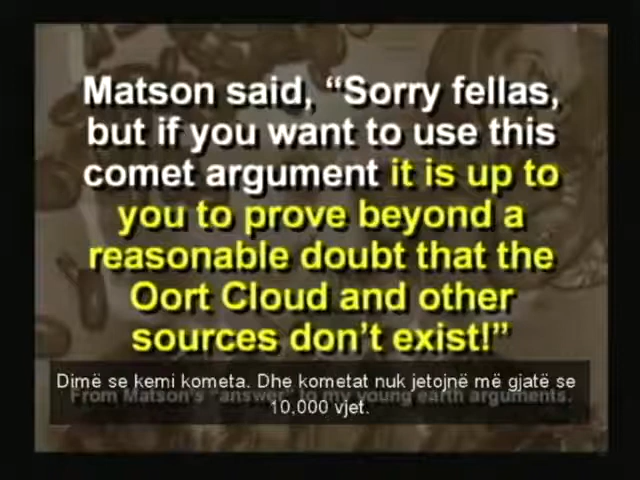 Matson said, “Sorry fellas,
but if you want to use this
comet argument it is up to
you to prove beyond a
reasonable doubt that the
Oort Cloud and other
sources don’t exist!”
Dimë se kemi kometa. Dhe kometat nuk jetojnë më gjatë se
From Matson's "answer" to my young earth arguments.
10.000 vjet.